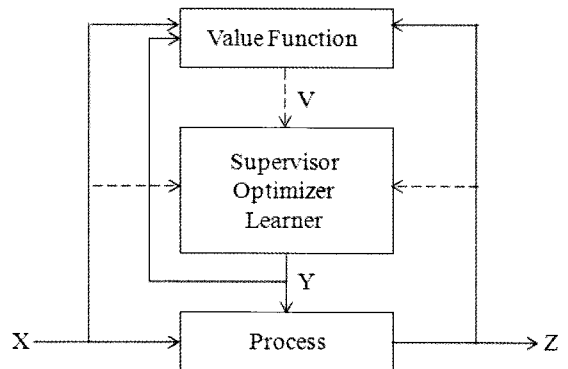 Value Function
V
Supervisor
Optimizer
Learner
Y
X
Process
Z